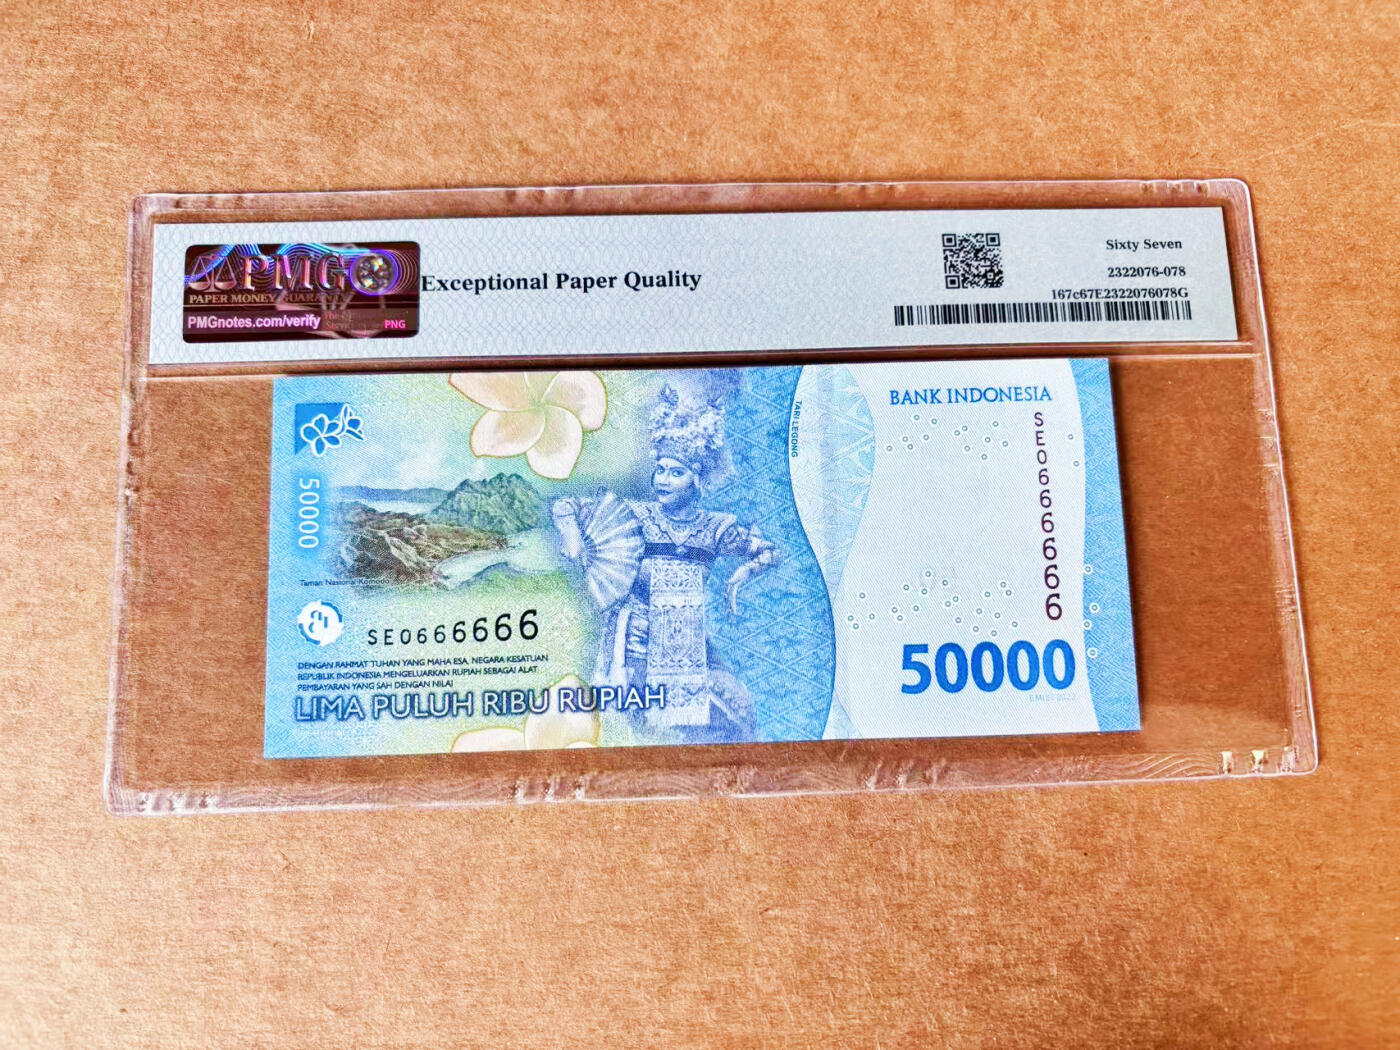 PMG
PAPER MONEY GUARANTY
PMGnotes.com/verify
PNG
Exceptional Paper Quality
Sixty Seven
2322076-078
167c67E2322076078G
BANK INDONESIA
SE0666666
TARI LEGONG
50000
Taman Nasional Komodo
SE0666666
DENGAN RAHMAT TUHAN YANG MAHA ESA, NEGARA KESATUAN
REPUBLIK INDONESIA MENGELUARKAN RUPIAH SEBAGAI ALAT
PEMBAYARAN YANG SAH DENGAN NILAI
LIMA PULUH RIBU RUPIAH
50000
EMISI 2022